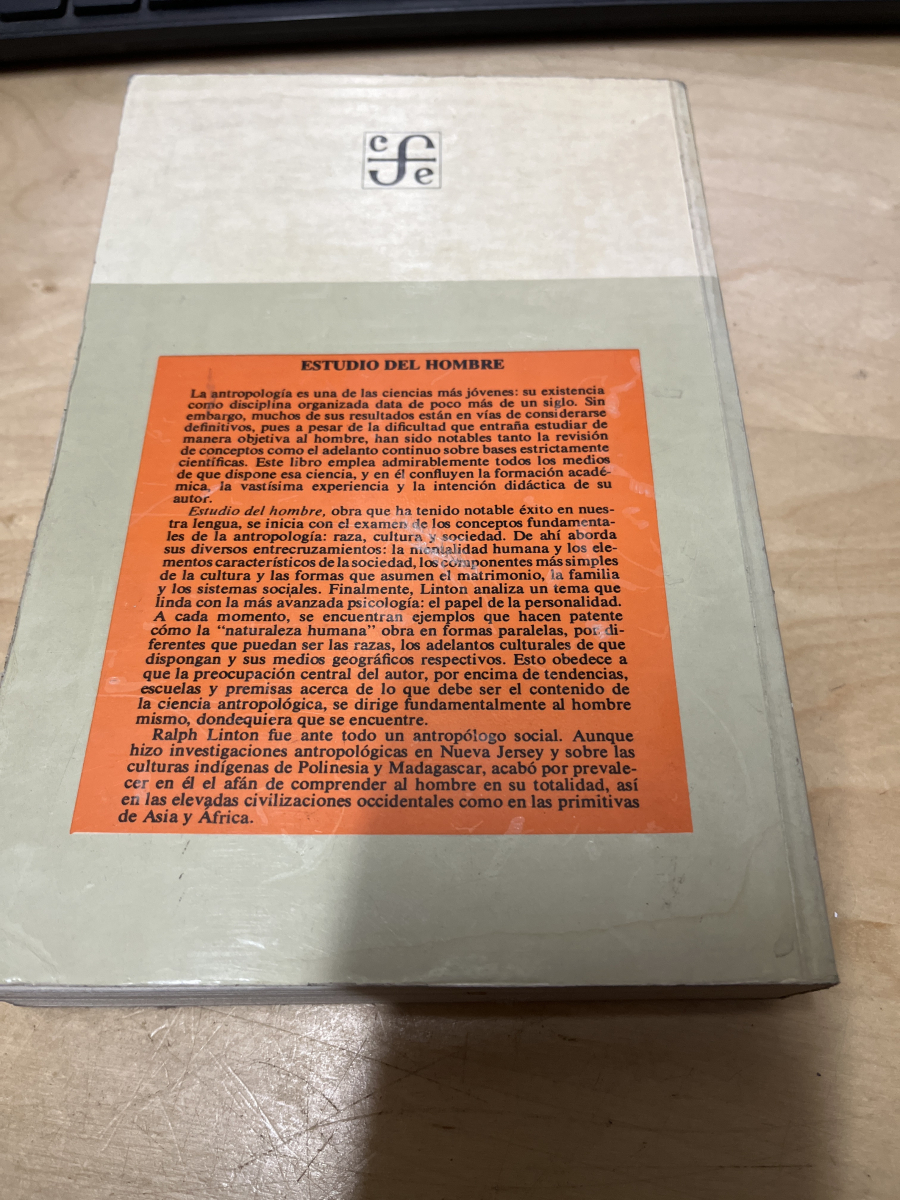 c f e
ESTUDIO DEL HOMBRE
La antropología es una de las ciencias más jóvenes: su existencia
como disciplina organizada data de poco más de un siglo. Sin
embargo, muchos de sus resultados están en vías de considerarse
definitivos, pues a pesar de la dificultad que entraña estudiar de
manera objetiva al hombre, han sido notables tanto la revisión
de conceptos como el adelanto continuo sobre bases estrictamente
científicas. Este libro emplea admirablemente todos los medios
de que dispone esa ciencia, y en él confluyen la formación acadé-
mica, la vastísima experiencia y la intención didáctica de su
autor.
Estudio del hombre, obra que ha tenido notable éxito en nues-
tra lengua, se inicia con el examen de los conceptos fundamenta-
les de la antropología: raza, cultura y sociedad. De ahí aborda
sus diversos entrecruzamientos: la mentalidad humana y los ele-
mentos característicos de la sociedad, los componentes más simples
de la cultura y las formas que asumen el matrimonio, la familia
y los sistemas sociales. Finalmente, Linton analiza un tema que
linda con la más avanzada psicología: el papel de la personalidad.
A cada momento, se encuentran ejemplos que hacen patente
cómo la "naturaleza humana" obra en formas paralelas, por di-
ferentes que puedan ser las razas, los adelantos culturales de que
dispongan y sus medios geográficos respectivos. Esto obedece a
que la preocupación central del autor, por encima de tendencias,
escuelas y premisas acerca de lo que debe ser el contenido de
la ciencia antropológica, se dirige fundamentalmente al hombre
mismo, dondequiera que se encuentre.
Ralph Linton fue ante todo un antropólogo social. Aunque
hizo investigaciones antropológicas en Nueva Jersey y sobre las
culturas indígenas de Polinesia y Madagascar, acabó por prevale-
cer en él el afán de comprender al hombre en su totalidad, así
en las elevadas civilizaciones occidentales como en las primitivas
de Asia y África.